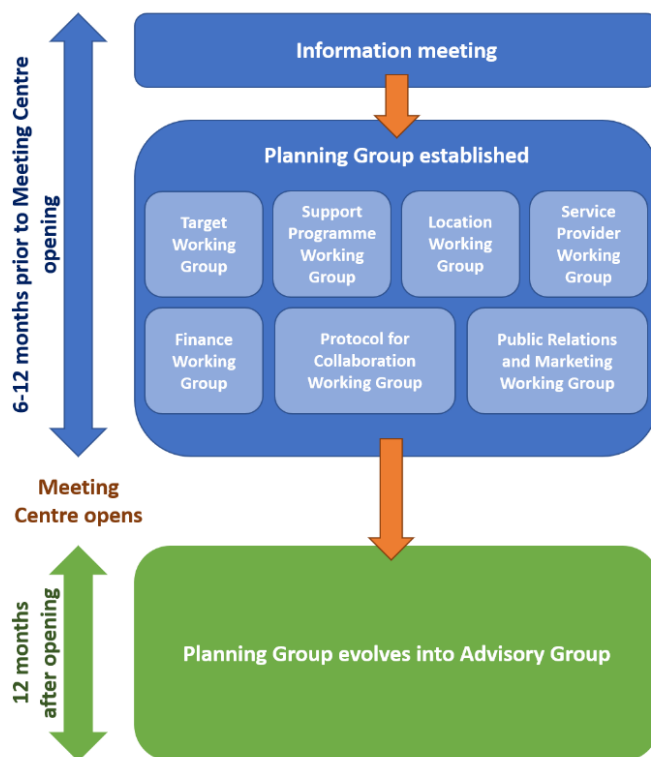 6-12 months prior to Meeting Centre
opening
Information meeting
Planning Group established
Target
Working
Group
Support
Programme
Working
Group
Location
Working
Group
Service
Provider
Working
Group
Finance
Working
Group
Protocol for
Collaboration
Working Group
Public Relations
and Marketing
Working Group
Meeting
Centre opens
12 months
after opening
Planning Group evolves into Advisory Group